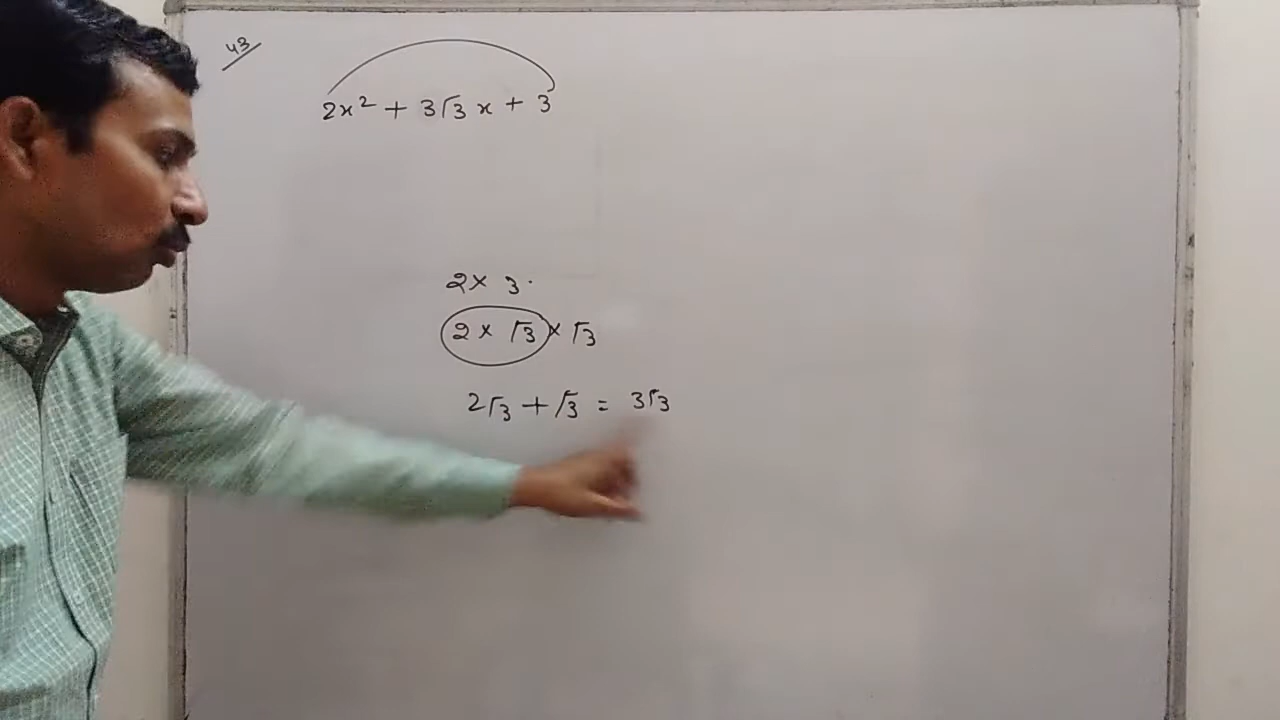 43
2x² + 3√3 x + 3
2 × 3.
2 × √3 × √3
2√3 + √3 = 3√3